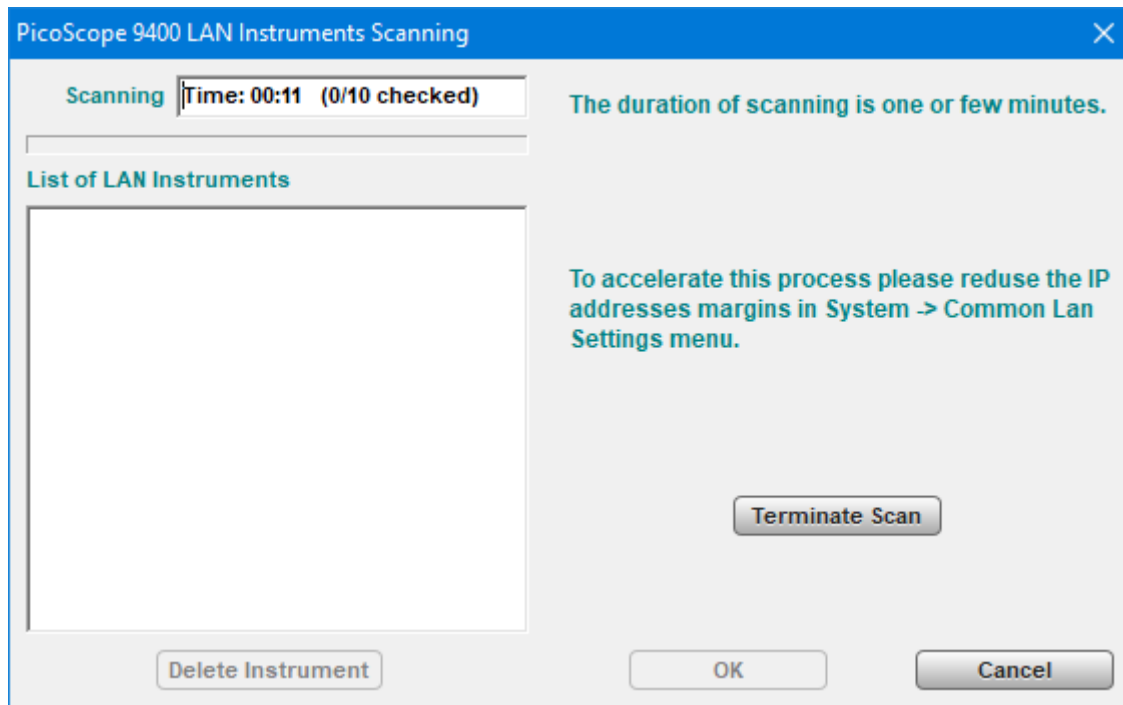 PicoScope 9400 LAN Instruments Scanning
Scanning Time: 00:11 (0/10 checked)
The duration of scanning is one or few minutes.
List of LAN Instruments
To accelerate this process please reduse the IP
addresses margins in System -> Common Lan
Settings menu.
Terminate Scan
Delete Instrument OK Cancel